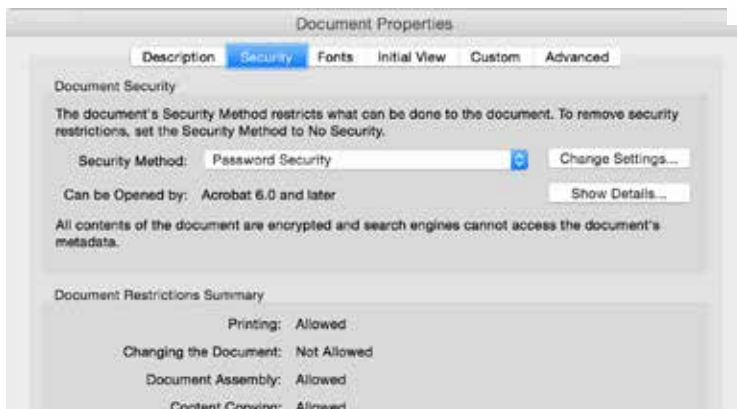 Document Properties
Description Security Fonts Initial View Custom Advanced
Document Security
The document's Security Method restricts what can be done to the document. To remove security
restrictions, set the Security Method to No Security.
Security Method: Password Security Change Settings...
Can be Opened by: Acrobat 6.0 and later Show Details...
All contents of the document are encrypted and search engines cannot access the document's
metadata.
Document Restrictions Summary
Printing: Allowed
Changing the Document: Not Allowed
Document Assembly: Allowed
Content Copying: Allowed